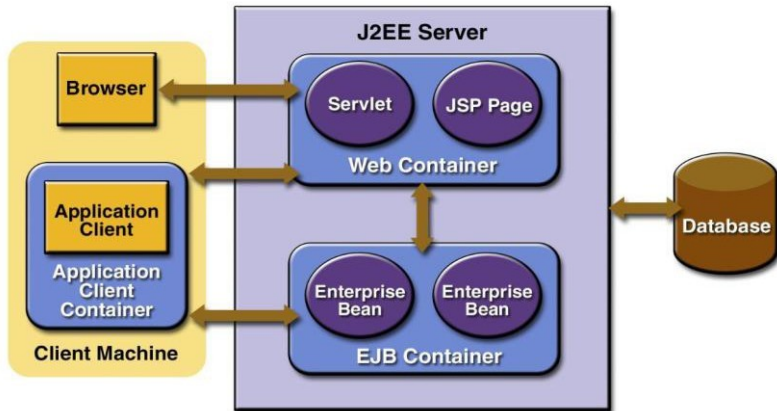 J2EE Server
Browser
Servlet
JSP Page
Web Container
Application
Client
Application
Client
Container
Client Machine
Enterprise
Bean
Enterprise
Bean
EJB Container
Database